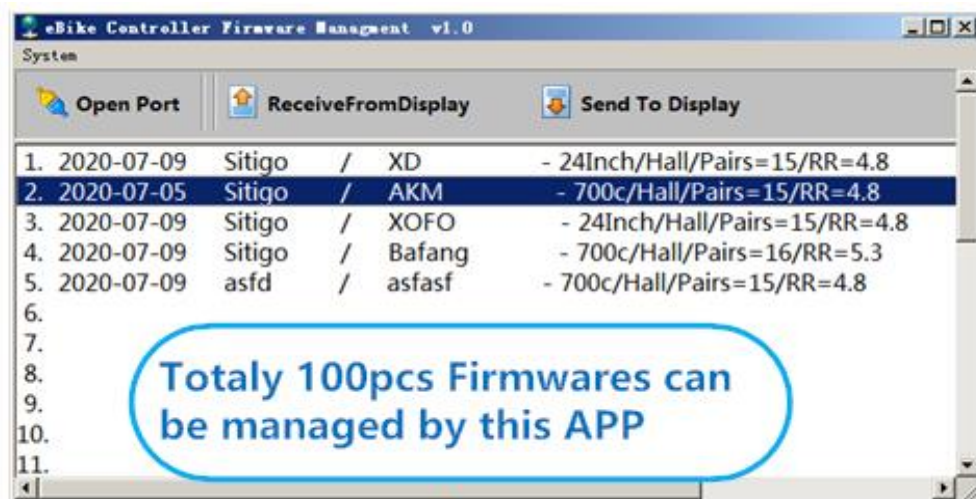 eBike Controller Firmware Managment v1.0
System
Open Port ReceiveFromDisplay Send To Display
1. 2020-07-09 Sitigo / XD - 24Inch/Hall/Pairs=15/RR=4.8
2. 2020-07-05 Sitigo / AKM - 700c/Hall/Pairs=15/RR=4.8
3. 2020-07-09 Sitigo / XOFO - 24Inch/Hall/Pairs=15/RR=4.8
4. 2020-07-09 Sitigo / Bafang - 700c/Hall/Pairs=16/RR=5.3
5. 2020-07-09 asfd / asfasf - 700c/Hall/Pairs=15/RR=4.8
6.
7.
8.
9.
10.
11.
Totaly 100pcs Firmwares can
be managed by this APP